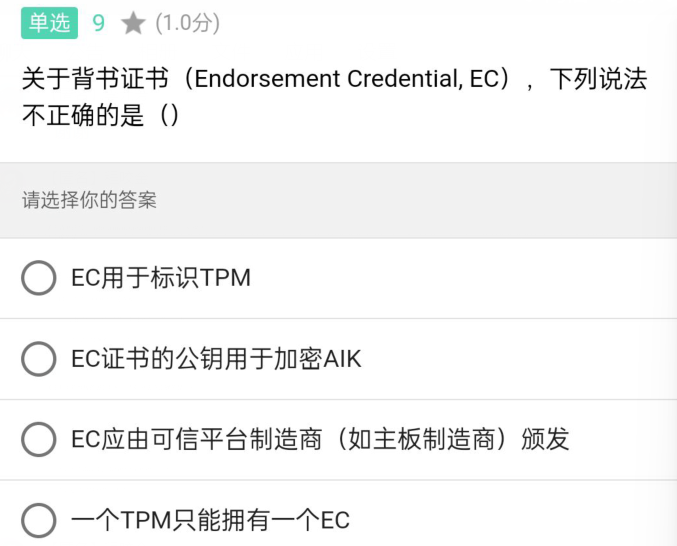 单选 9 ★ (1.0分)
关于背书证书（Endorsement Credential, EC），下列说法
不正确的是（）
请选择你的答案
EC用于标识TPM
EC证书的公钥用于加密AIK
EC应由可信平台制造商（如主板制造商）颁发
一个TPM只能拥有一个EC